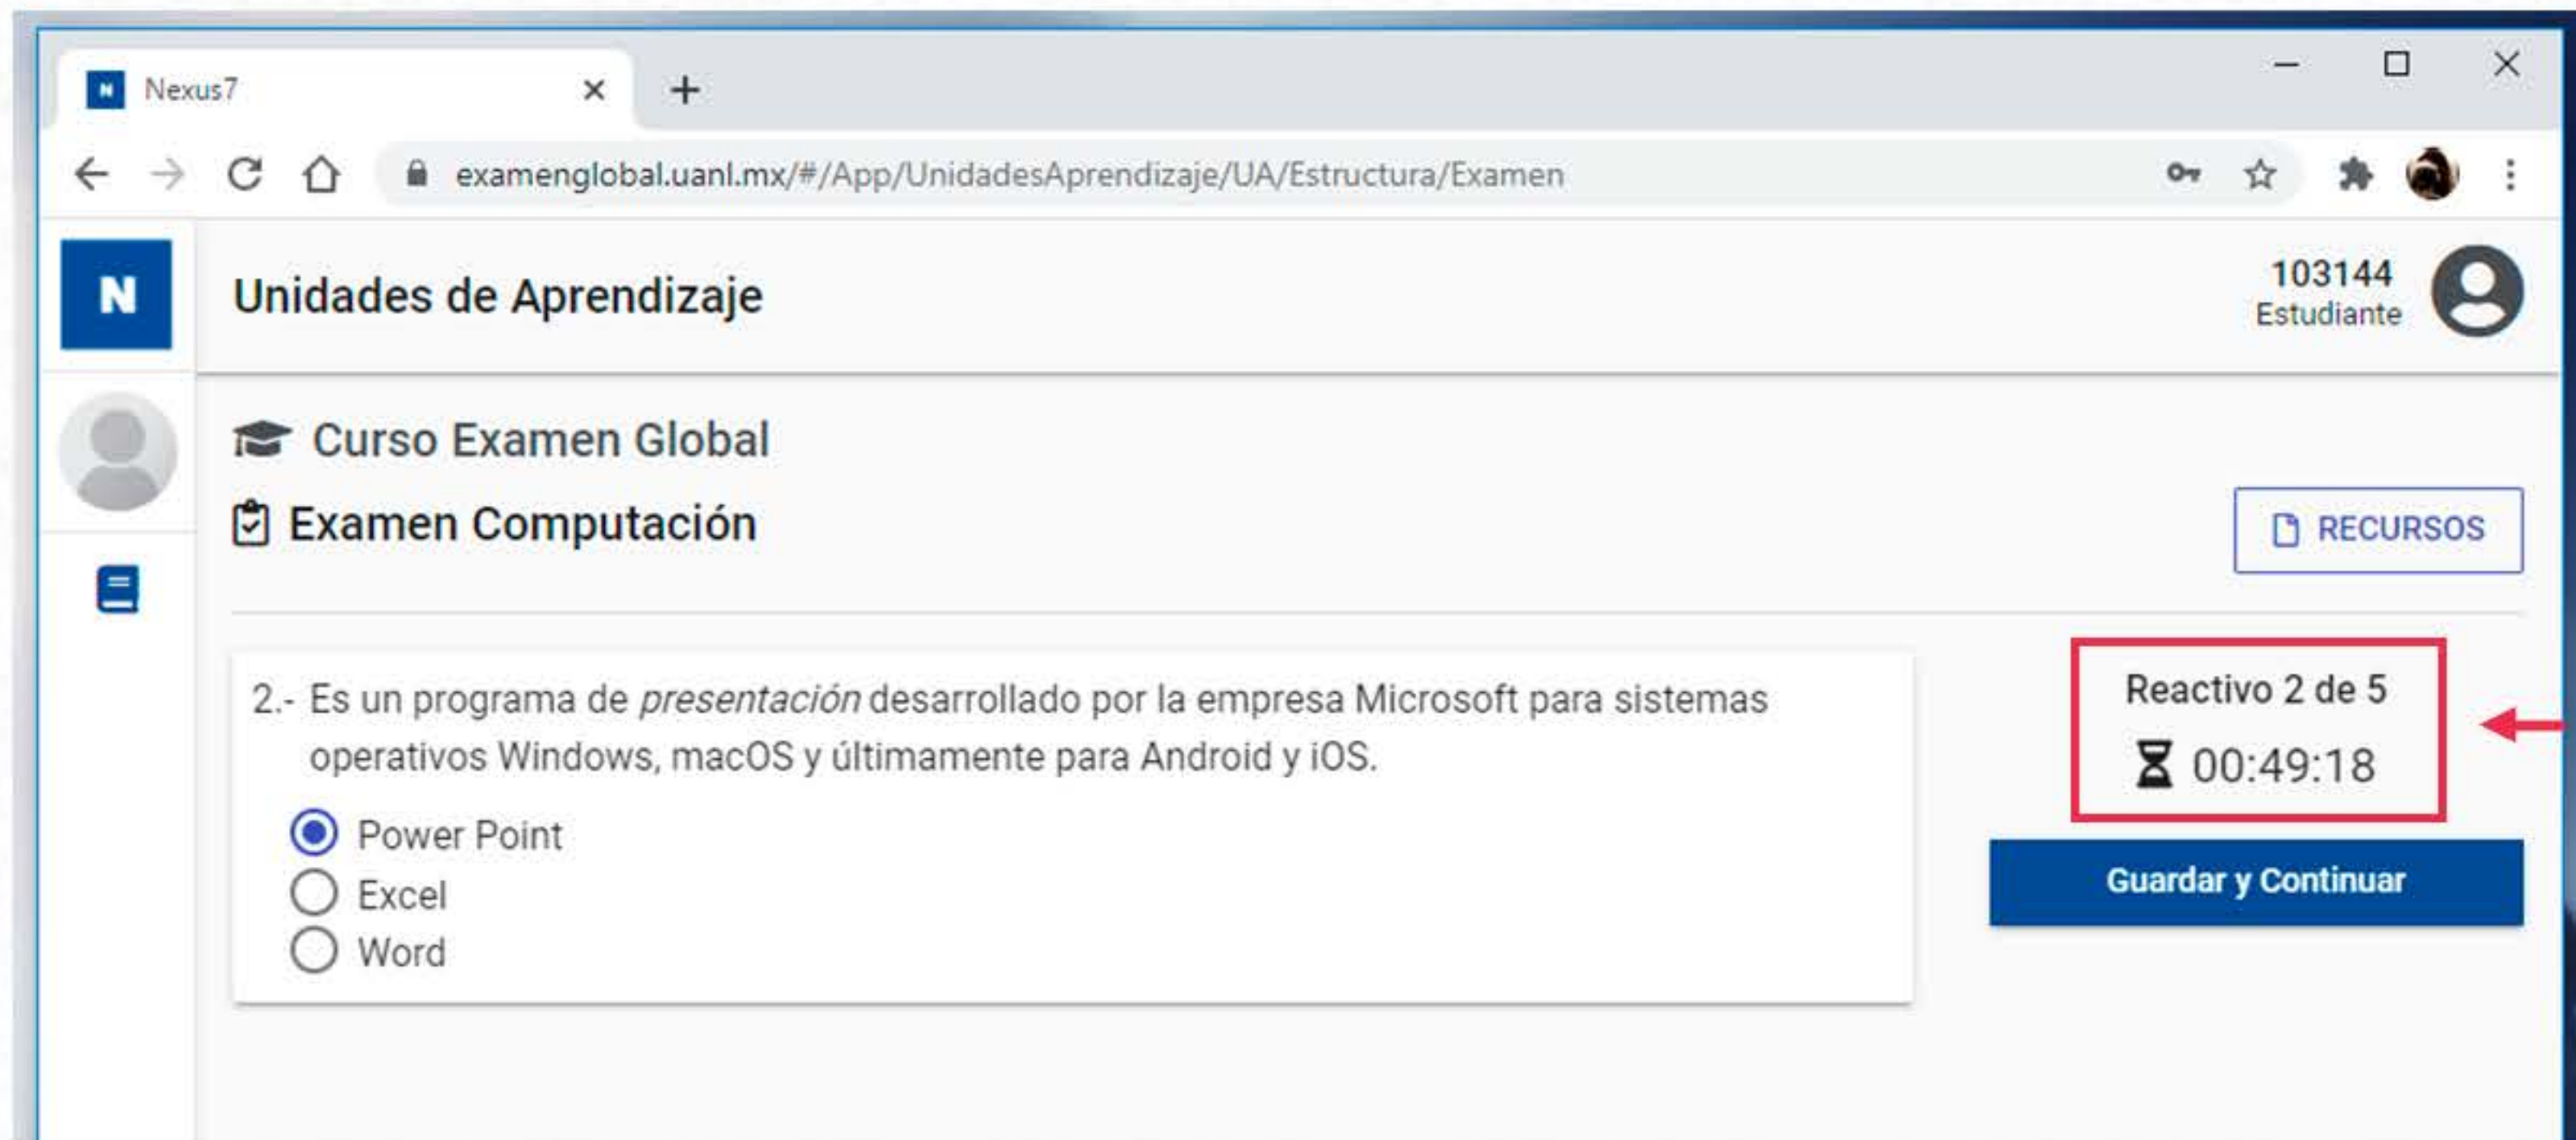 Nexus7
examenglobal.uanl.mx/#/App/UnidadesAprendizaje/UA/Estructura/Examen
N
Unidades de Aprendizaje
103144
Estudiante
Curso Examen Global
Examen Computación
RECURSOS
2.- Es un programa de presentación desarrollado por la empresa Microsoft para sistemas
operativos Windows, macOS y últimamente para Android y iOS.
Power Point
Excel
Word
Reactivo 2 de 5
00:49:18
Guardar y Continuar